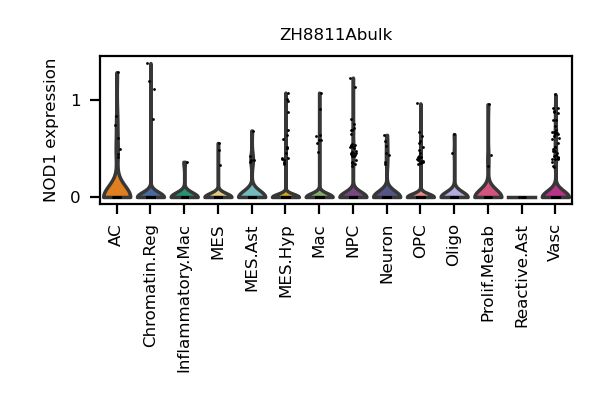 ZH8811Abulk
NOD1 expression
1
0
AC
Chromatin.Reg
Inflammatory.Mac
MES
MES.Ast
MES.Hyp
Mac
NPC
Neuron
OPC
Oligo
Prolif.Metab
Reactive.Ast
Vasc